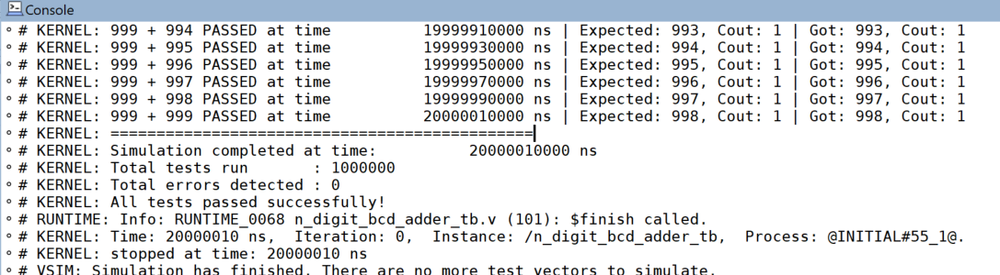 Console
# KERNEL: 999 + 994 PASSED at time 19999910000 ns | Expected: 993, Cout: 1 | Got: 993, Cout: 1
# KERNEL: 999 + 995 PASSED at time 19999930000 ns | Expected: 994, Cout: 1 | Got: 994, Cout: 1
# KERNEL: 999 + 996 PASSED at time 19999950000 ns | Expected: 995, Cout: 1 | Got: 995, Cout: 1
# KERNEL: 999 + 997 PASSED at time 19999970000 ns | Expected: 996, Cout: 1 | Got: 996, Cout: 1
# KERNEL: 999 + 998 PASSED at time 19999990000 ns | Expected: 997, Cout: 1 | Got: 997, Cout: 1
# KERNEL: 999 + 999 PASSED at time 20000010000 ns | Expected: 998, Cout: 1 | Got: 998, Cout: 1
# KERNEL: ==============================================
# KERNEL: Simulation completed at time: 20000010000 ns
# KERNEL: Total tests run : 1000000
# KERNEL: Total errors detected : 0
# KERNEL: All tests passed successfully!
# RUNTIME: Info: RUNTIME_0068 n_digit_bcd_adder_tb.v (101): $finish called.
# KERNEL: Time: 20000010 ns, Iteration: 0, Instance: /n_digit_bcd_adder_tb, Process: @INITIAL#55_1@.
# KERNEL: stopped at time: 20000010 ns
# VSIM: Simulation has finished. There are no more test vectors to simulate.